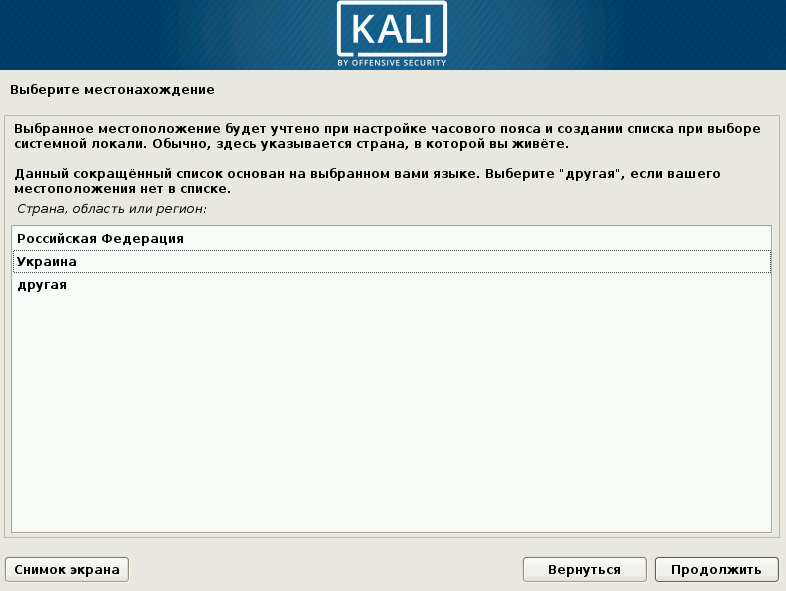 KALI
BY OFFENSIVE SECURITY
Выберите местонахождение
Выбранное местоположение будет учтено при настройке часового пояса и создании списка при выборе
системной локали. Обычно, здесь указывается страна, в которой вы живёте.
Данный сокращённый список основан на выбранном вами языке. Выберите "другая", если вашего
местоположения нет в списке.
Страна, область или регион:
Российская Федерация
Украина
другая
Снимок экрана
Вернуться
Продолжить